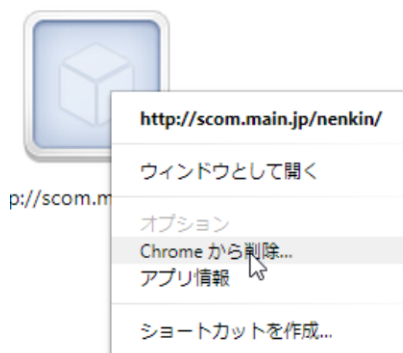 http://scom.main.jp/nenkin/
ウィンドウとして開く
p://scom.m
オプション
Chrome から削除...
アプリ情報
ショートカットを作成...